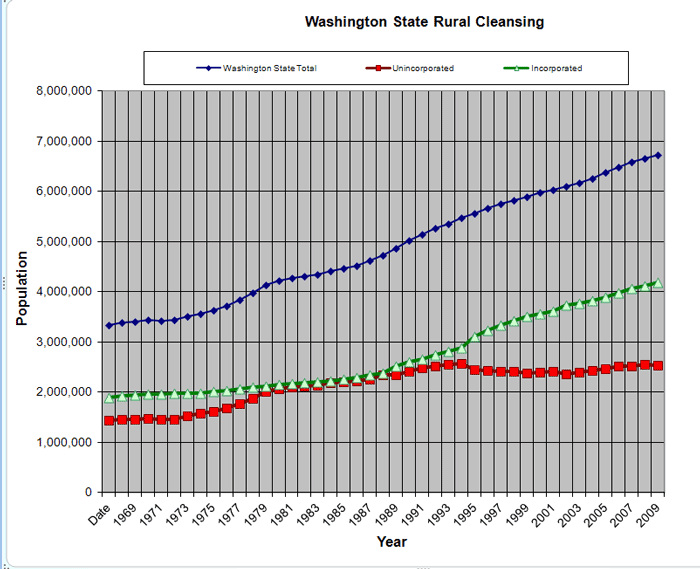 Washington State Rural Cleansing
Washington State Total Unincorporated Incorporated
8,000,000
7,000,000
6,000,000
5,000,000
4,000,000
3,000,000
2,000,000
1,000,000
0
Population
Date 1969 1971 1973 1975 1977 1979 1981 1983 1985 1987 1989 1991 1993 1995 1997 1999 2001 2003 2005 2007 2009
Year